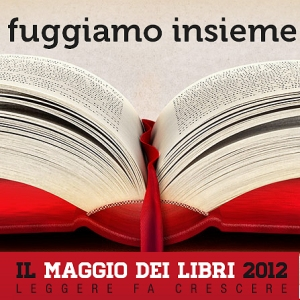 fuggiamo insieme
IL MAGGIO DEI LIBRI 2012
LEGGERE FA CRESCERE